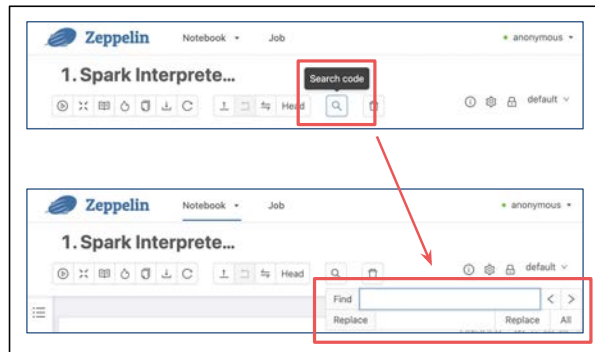 Zeppelin Notebook Job anonymous
1. Spark Interprete...
Search code
Head default
Zeppelin Notebook Job anonymous
1. Spark Interprete...
Head default
Find
Replace Replace All